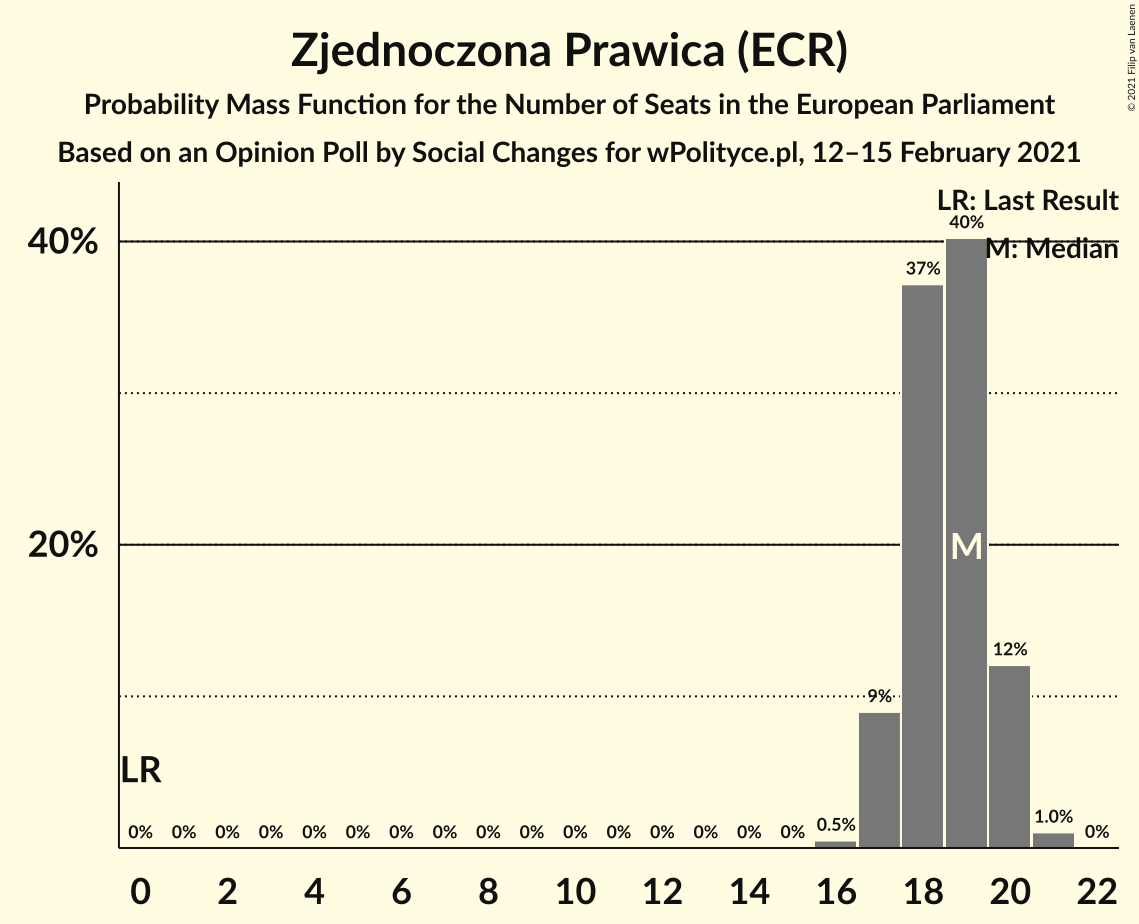 Zjednoczona Prawica (ECR)
Probability Mass Function for the Number of Seats in the European Parliament
Based on an Opinion Poll by Social Changes for wPolityce.pl, 12–15 February 2021
© 2021 Filip van Laenen
LR: Last Result
M: Median
40%
20%
LR
0% 0% 0% 0% 0% 0% 0% 0% 0% 0% 0% 0% 0% 0% 0% 0% 0.5% 9% 37% 40% 12% 1.0% 0%
M
0 2 4 6 8 10 12 14 16 18 20 22